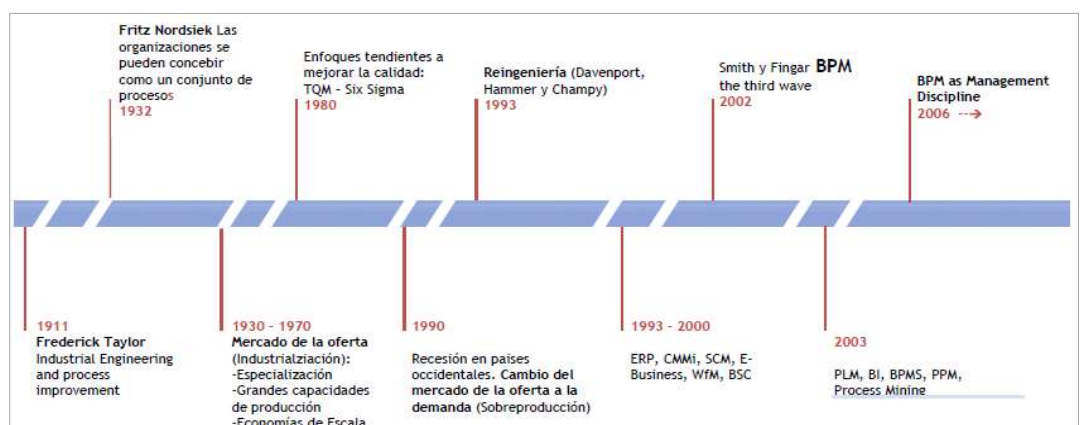 Fritz Nordsiek Las
organizaciones se
pueden concebir
como un conjunto de
procesos
1932
Enfoques tendientes a
mejorar la calidad:
TQM - Six Sigma
1980
Reingeniería (Davenport,
Hammer y Champy)
1993
Smith y Fingar BPM
the third wave
2002
BPM as Management
Discipline
2006 -->
1911
Frederick Taylor
Industrial Engineering
and process
improvement
1930 - 1970
Mercado de la oferta
(Industrialziación):
-Especialización
-Grandes capacidades
de producción
-Economías de Escala
1990
Recesión en paises
occidentales. Cambio del
mercado de la oferta a la
demanda (Sobreproducción)
1993 - 2000
ERP, CMMi, SCM, E-
Business, WfM, BSC
2003
PLM, BI, BPMS, PPM,
Process Mining